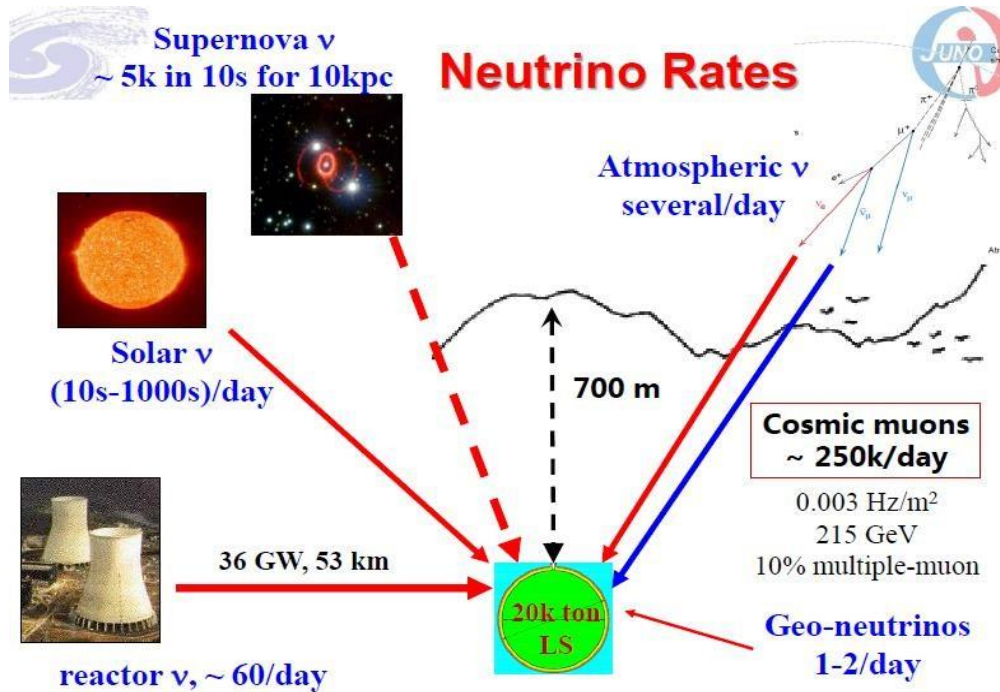 Supernova ν
~ 5k in 10s for 10kpc
Neutrino Rates
JUNO
π⁺
μ⁺
e⁺
Atmospheric ν
several/day
ν̄μ
νμ
Solar ν
(10s-1000s)/day
700 m
Cosmic muons
~ 250k/day
0.003 Hz/m²
215 GeV
10% multiple-muon
36 GW, 53 km
20k ton
LS
Geo-neutrinos
1-2/day
reactor ν, ~ 60/day